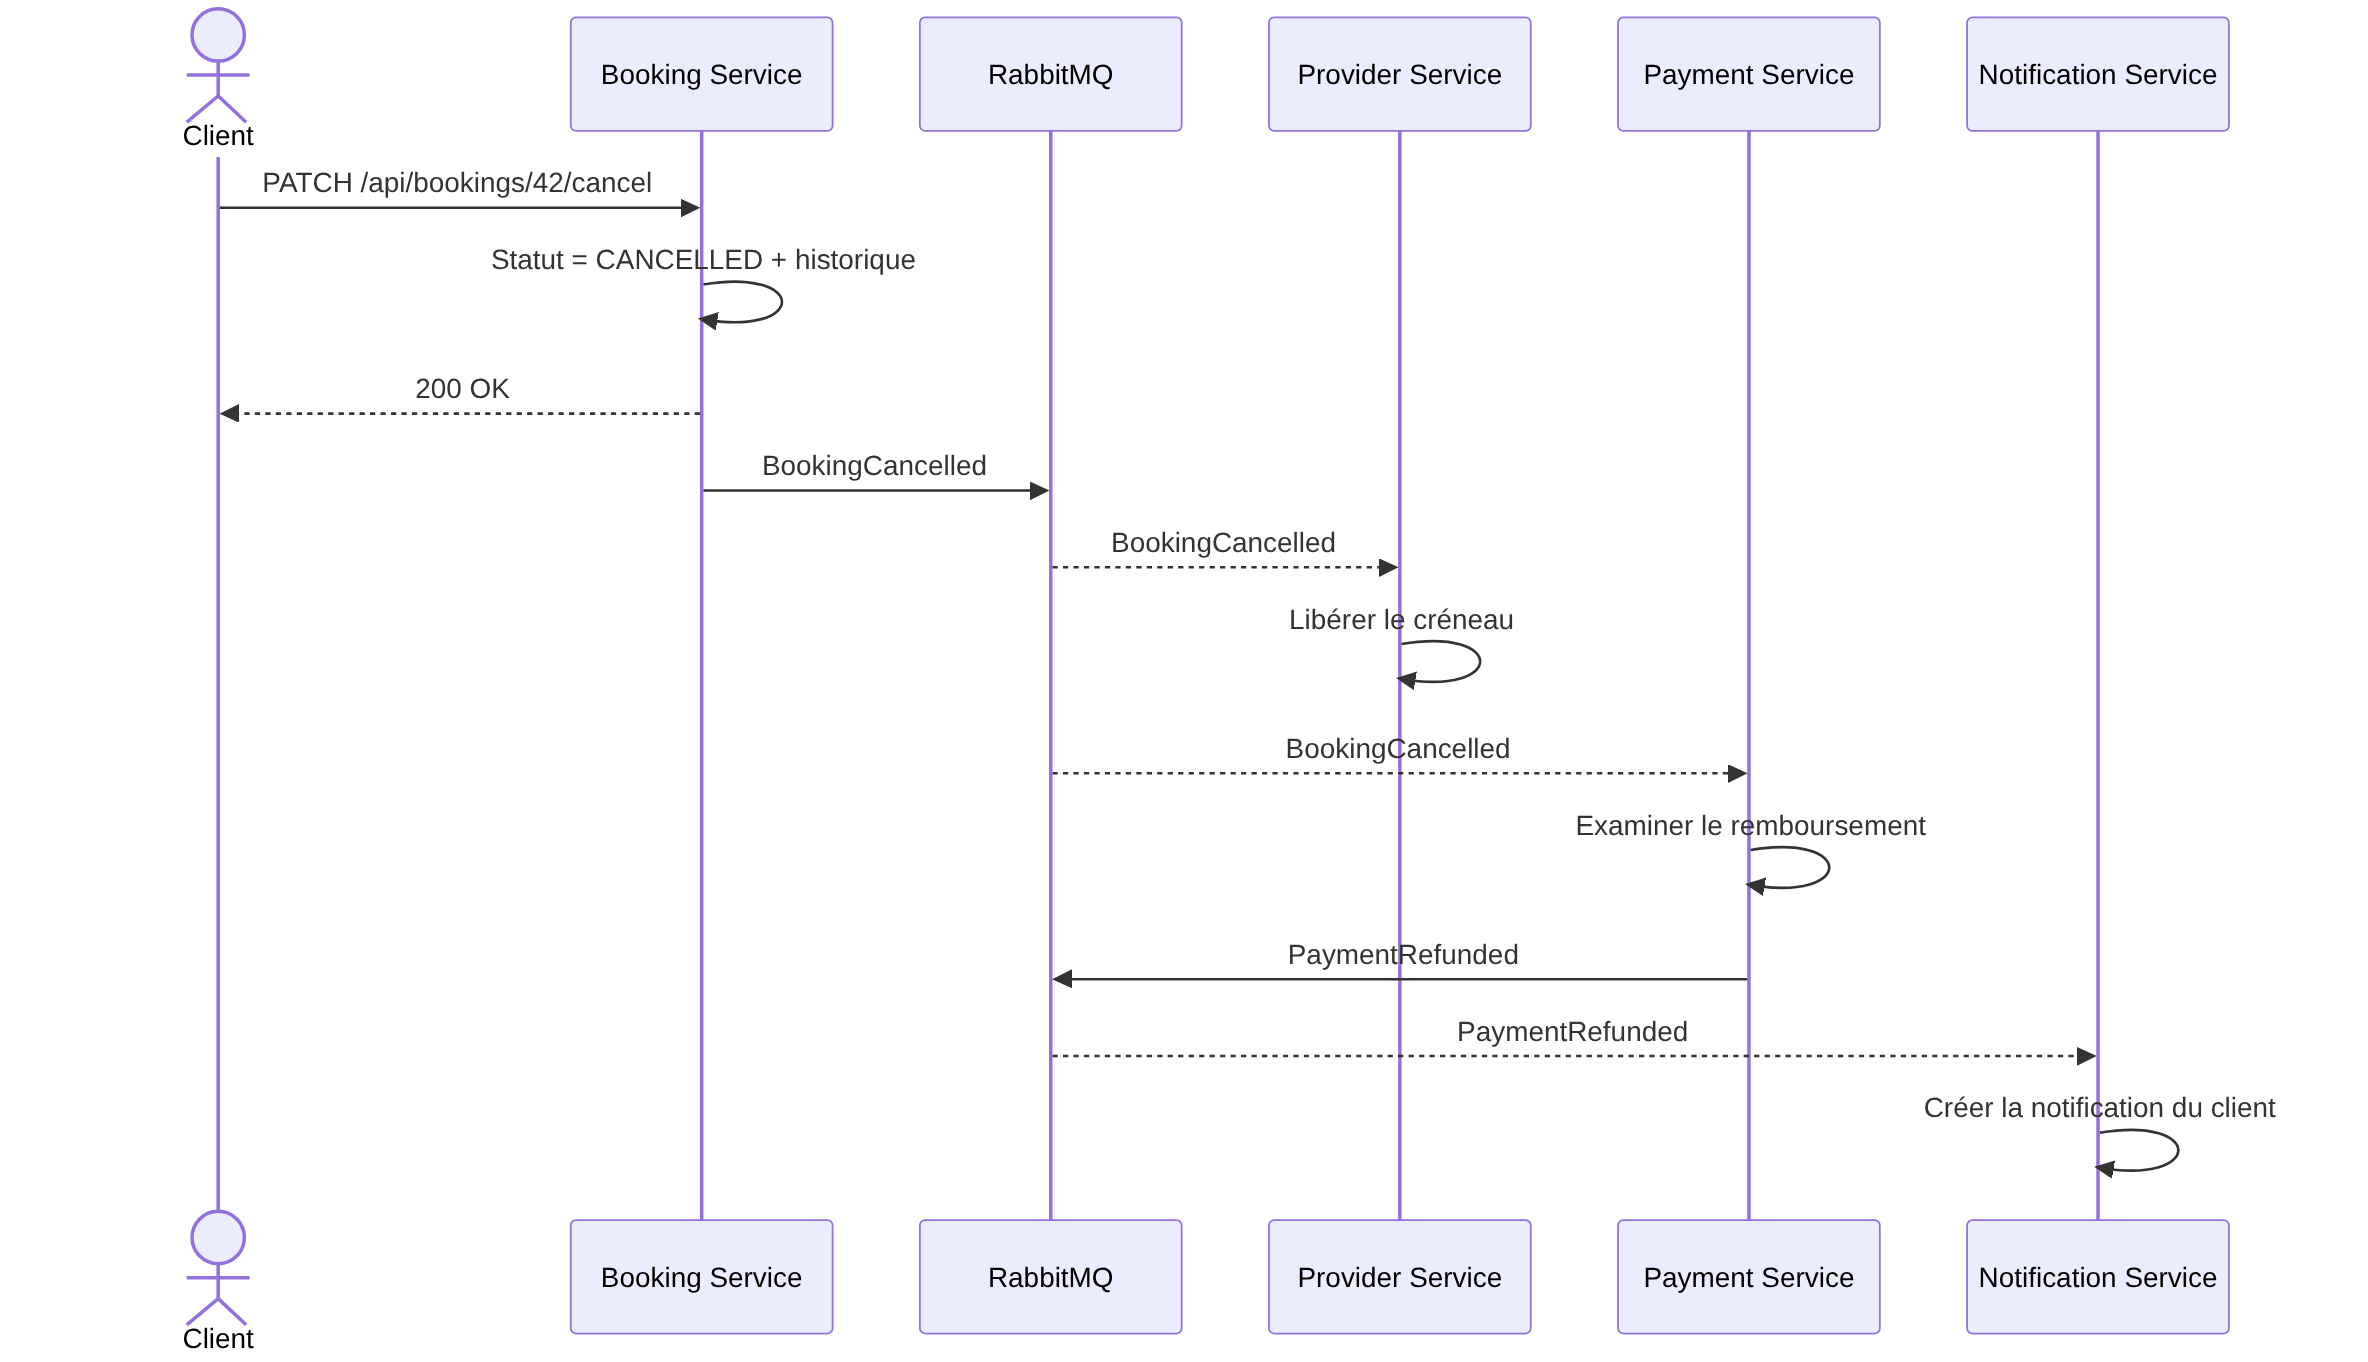 Client
Booking Service
RabbitMQ
Provider Service
Payment Service
Notification Service
PATCH /api/bookings/42/cancel
Statut = CANCELLED + historique
200 OK
BookingCancelled
BookingCancelled
Libérer le créneau
BookingCancelled
Examiner le remboursement
PaymentRefunded
PaymentRefunded
Créer la notification du client
Client
Booking Service
RabbitMQ
Provider Service
Payment Service
Notification Service